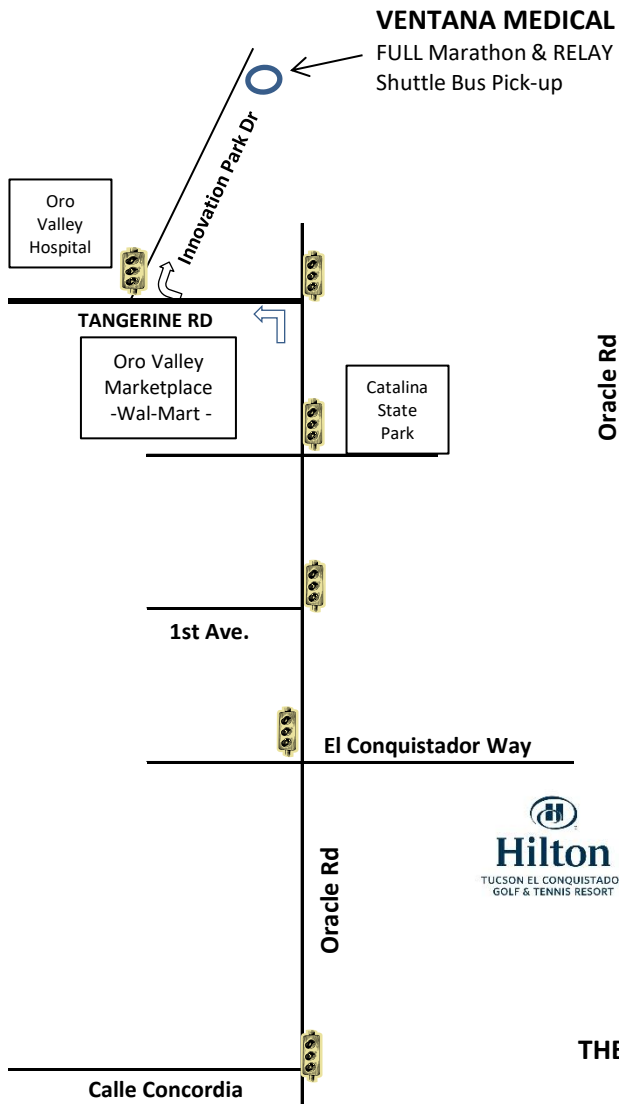 VENTANA MEDICAL
FULL Marathon & RELAY
Shuttle Bus Pick-up
Innovation Park Dr
Oro
Valley
Hospital
TANGERINE RD
Oro Valley
Marketplace
-Wal-Mart -
Catalina
State
Park
Oracle Rd
1st Ave.
El Conquistador Way
Oracle Rd
H
Hilton
TUCSON EL CONQUISTADO
GOLF & TENNIS RESORT
THE
Calle Concordia